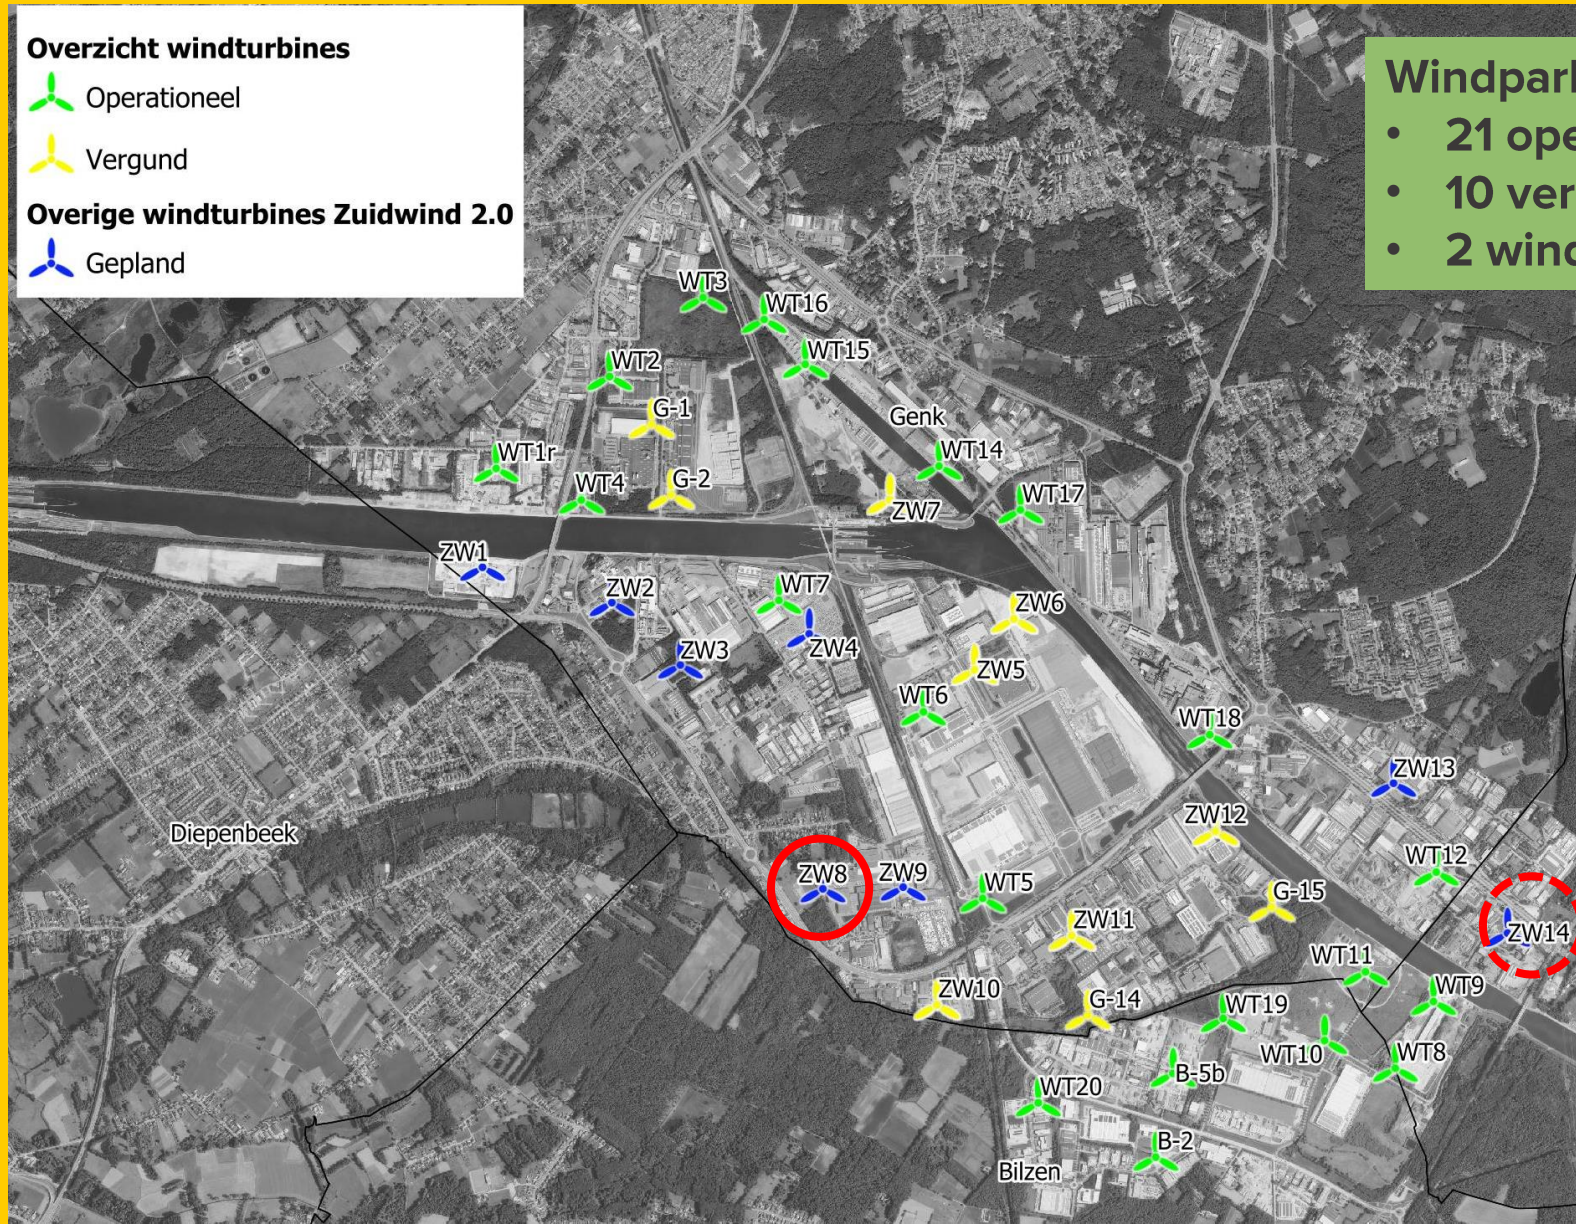 Overzicht windturbines
Operationeel
Vergund
Overige windturbines Zuidwind 2.0
Gepland
Windpark
• 21 ope
• 10 ver
• 2 wind
WT3
WT16
WT15
WT2
G-1
Genk
WT1r
WT4
G-2
WT14
ZW7
WT17
ZW1
ZW2
WT7
ZW6
ZW3
ZW4
ZW5
WT6
WT18
ZW13
Diepenbeek
ZW12
WT12
ZW8
ZW9
WT5
G-15
ZW11
ZW14
WT11
WT9
ZW10
G-14
WT19
WT10
WT8
B-5b
WT20
B-2
Bilzen